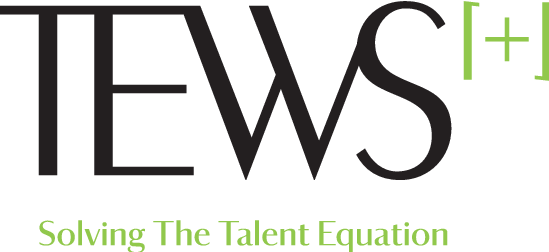 TEWS[+]
Solving The Talent Equation